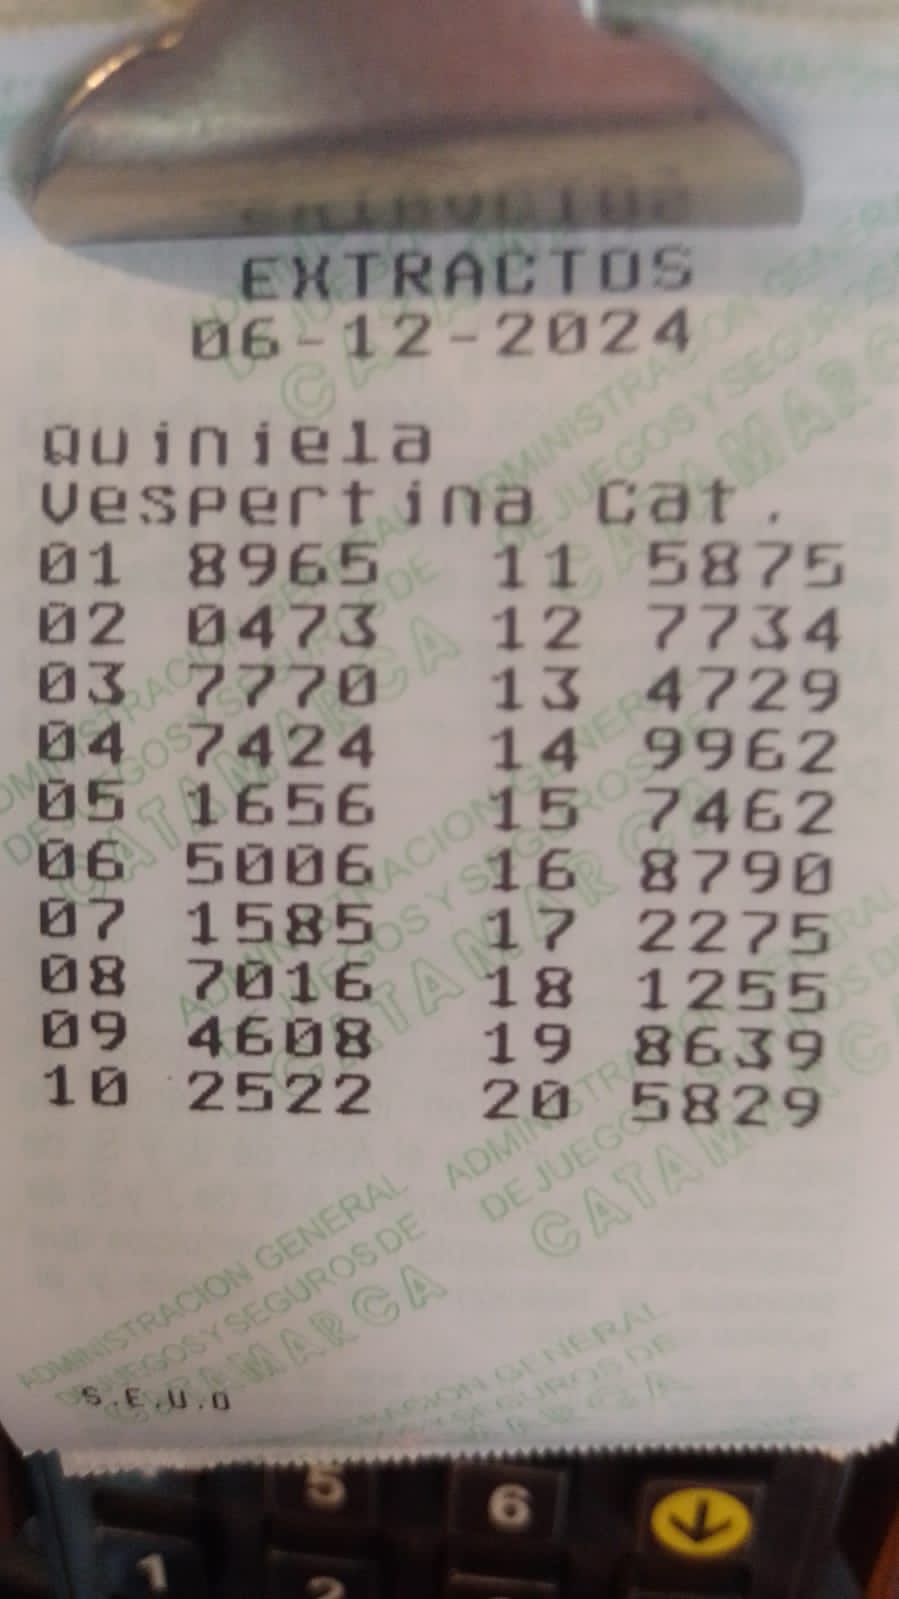 EXTRACTOS
06-12-2024
Quiniela
Vespertina Cat.
01 8965 11 5875
02 0473 12 7734
03 7770 13 4729
04 7424 14 9962
05 1656 15 7462
06 5006 16 8790
07 1585 17 2275
08 7016 18 1255
09 4608 19 8639
10 2522 20 5829
ADMINISTRACION GENERAL
DE JUEGOS Y SEGUROS DE
CATAMARCA
S.E.U.O
5 6
1 2